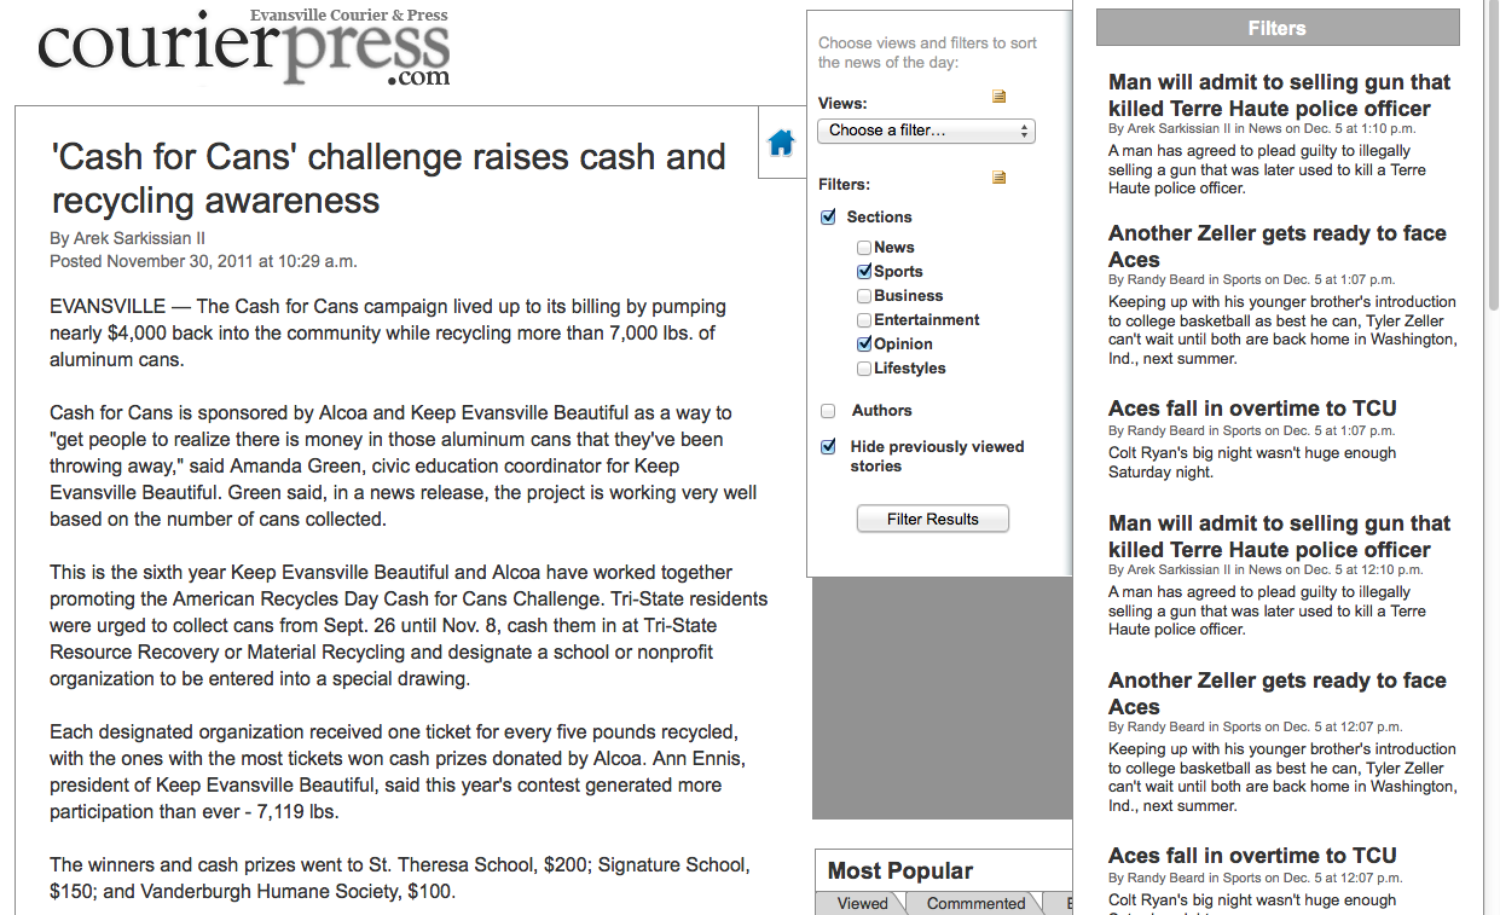 Evansville Courier & Press
courierpress
.com
'Cash for Cans' challenge raises cash and
recycling awareness
By Arek Sarkissian II
Posted November 30, 2011 at 10:29 a.m.
EVANSVILLE — The Cash for Cans campaign lived up to its billing by pumping
nearly $4,000 back into the community while recycling more than 7,000 lbs. of
aluminum cans.
Cash for Cans is sponsored by Alcoa and Keep Evansville Beautiful as a way to
"get people to realize there is money in those aluminum cans that they've been
throwing away," said Amanda Green, civic education coordinator for Keep
Evansville Beautiful. Green said, in a news release, the project is working very well
based on the number of cans collected.
This is the sixth year Keep Evansville Beautiful and Alcoa have worked together
promoting the American Recycles Day Cash for Cans Challenge. Tri-State residents
were urged to collect cans from Sept. 26 until Nov. 8, cash them in at Tri-State
Resource Recovery or Material Recycling and designate a school or nonprofit
organization to be entered into a special drawing.
Each designated organization received one ticket for every five pounds recycled,
with the ones with the most tickets won cash prizes donated by Alcoa. Ann Ennis,
president of Keep Evansville Beautiful, said this year's contest generated more
participation than ever - 7,119 lbs.
The winners and cash prizes went to St. Theresa School, $200; Signature School,
$150; and Vanderburgh Humane Society, $100.
Choose views and filters to sort
the news of the day:
Views:
Choose a filter...
Filters:
Sections
News
Sports
Business
Entertainment
Opinion
Lifestyles
Authors
Hide previously viewed
stories
Filter Results
Most Popular
Viewed
Commmented
Filters
Man will admit to selling gun that
killed Terre Haute police officer
By Arek Sarkissian II in News on Dec. 5 at 1:10 p.m.
A man has agreed to plead guilty to illegally
selling a gun that was later used to kill a Terre
Haute police officer.
Another Zeller gets ready to face
Aces
By Randy Beard in Sports on Dec. 5 at 1:07 p.m.
Keeping up with his younger brother's introduction
to college basketball as best he can, Tyler Zeller
can't wait until both are back home in Washington,
Ind., next summer.
Aces fall in overtime to TCU
By Randy Beard in Sports on Dec. 5 at 1:07 p.m.
Colt Ryan's big night wasn't huge enough
Saturday night.
Man will admit to selling gun that
killed Terre Haute police officer
By Arek Sarkissian II in News on Dec. 5 at 12:10 p.m.
A man has agreed to plead guilty to illegally
selling a gun that was later used to kill a Terre
Haute police officer.
Another Zeller gets ready to face
Aces
By Randy Beard in Sports on Dec. 5 at 12:07 p.m.
Keeping up with his younger brother's introduction
to college basketball as best he can, Tyler Zeller
can't wait until both are back home in Washington,
Ind., next summer.
Aces fall in overtime to TCU
By Randy Beard in Sports on Dec. 5 at 12:07 p.m.
Colt Ryan's big night wasn't huge enough